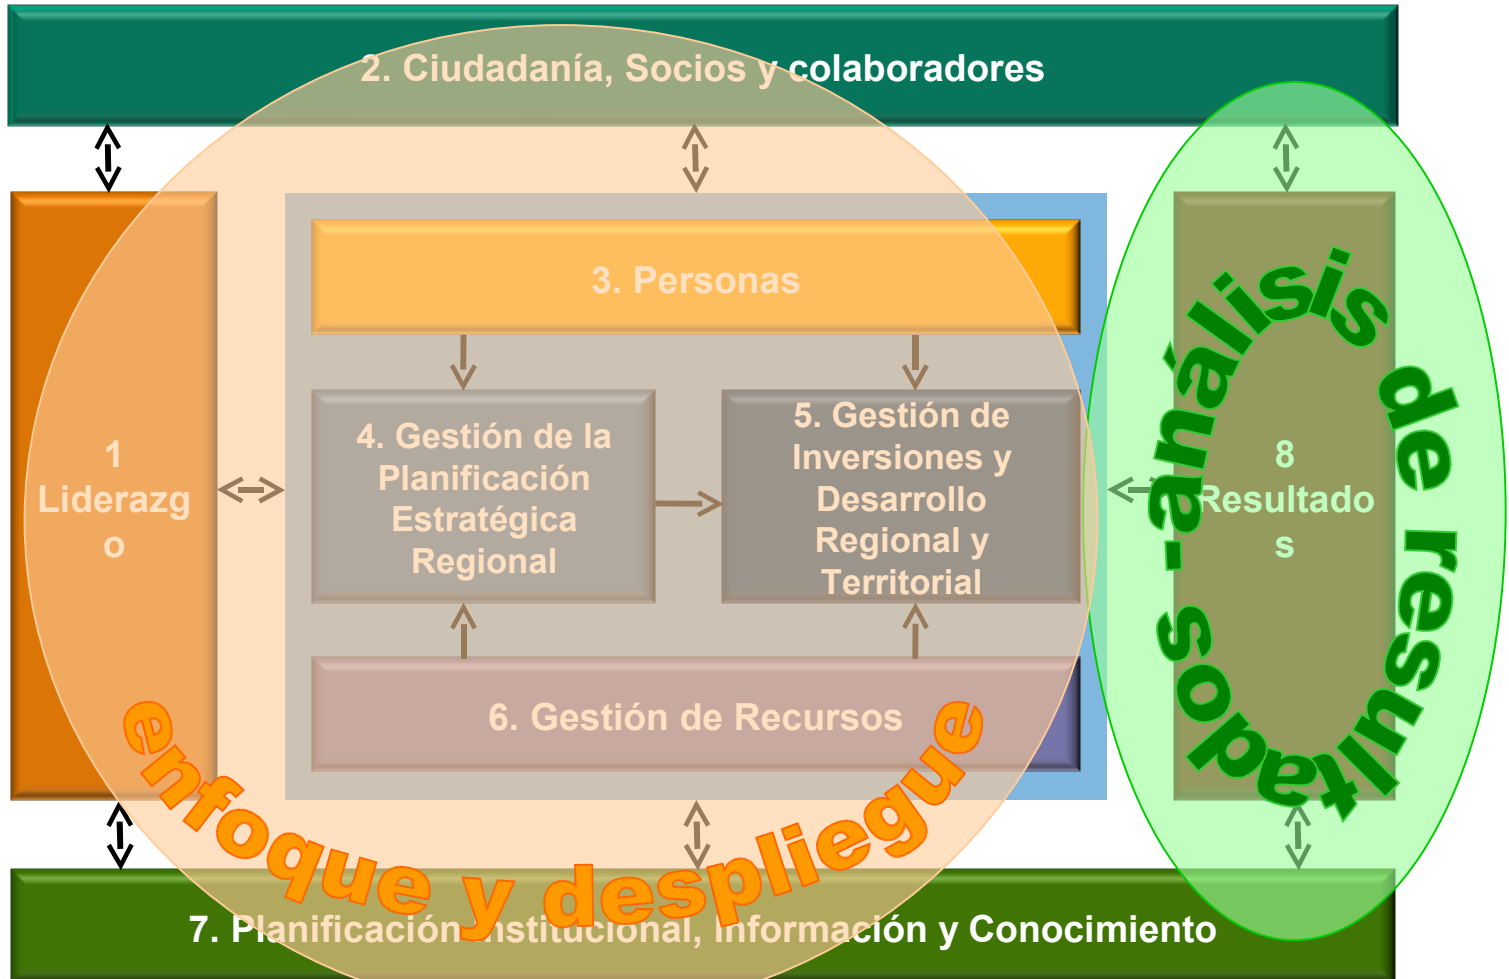 2. Ciudadanía, Socios y colaboradores
1
Liderazg
o
3. Personas
4. Gestión de la
Planificación
Estratégica
Regional
5. Gestión de
Inversiones y
Desarrollo
Regional y
Territorial
8
Resultado
s
-análisis de resultados
6. Gestión de Recursos
enfoque y despliegue
7. Planificación Institucional, Información y Conocimiento